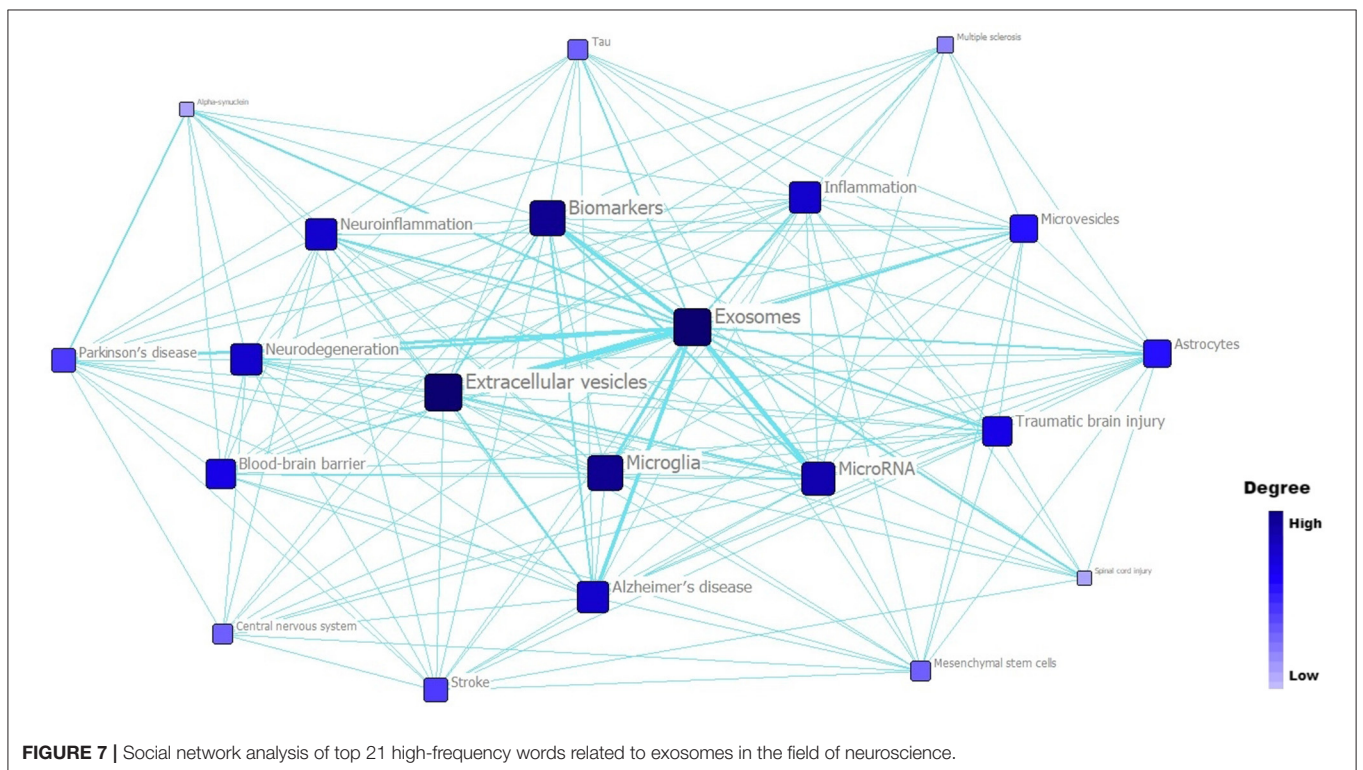 Tau
Multiple sclerosis
Alpha-synuclein
Inflammation
Biomarkers
Microvesicles
Neuroinflammation
Exosomes
Astrocytes
Neurodegeneration
Parkinson's disease
Extracellular vesicles
Traumatic brain injury
Blood-brain barrier
Microglia
MicroRNA
Degree
High
Spinal cord injury
Alzheimer's disease
Central nervous system
Mesenchymal stem cells
Low
Stroke
FIGURE 7 | Social network analysis of top 21 high-frequency words related to exosomes in the field of neuroscience.